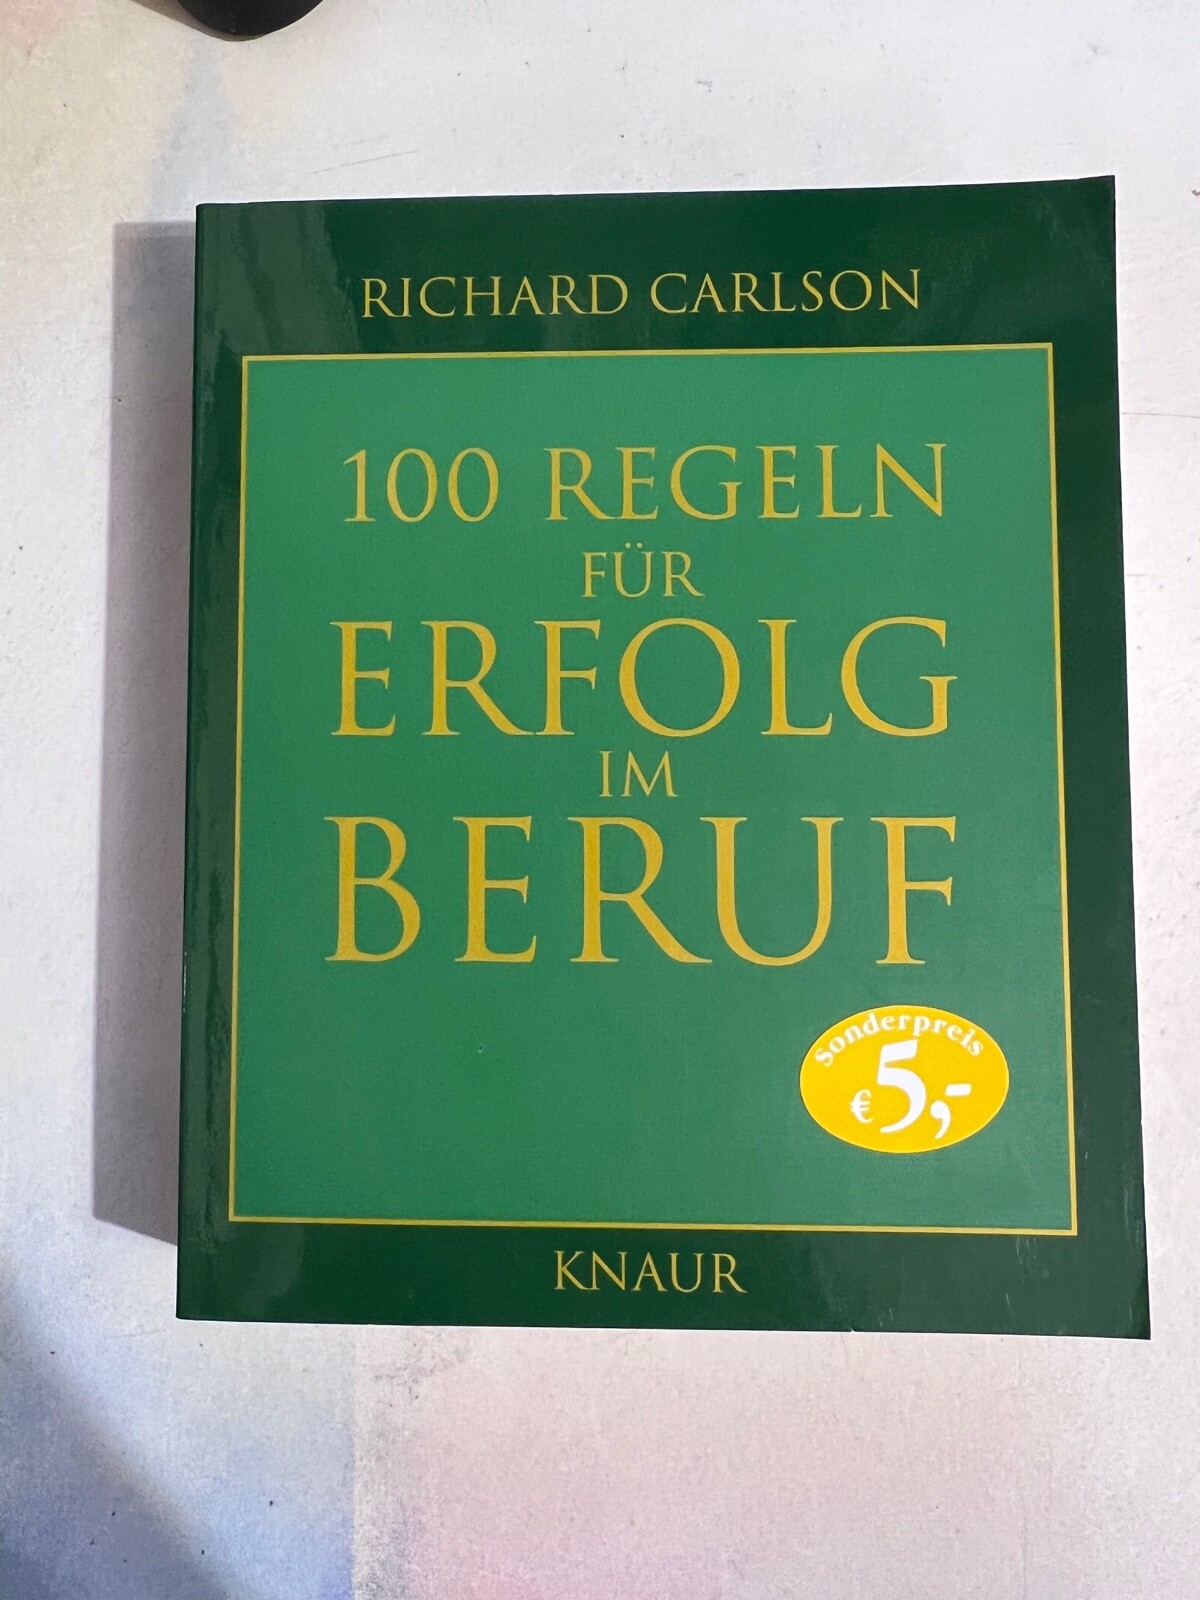 RICHARD CARLSON
100 REGELN
FÜR
ERFOLG
IM
BERUF
Sonderpreis
€5,-
KNAUR